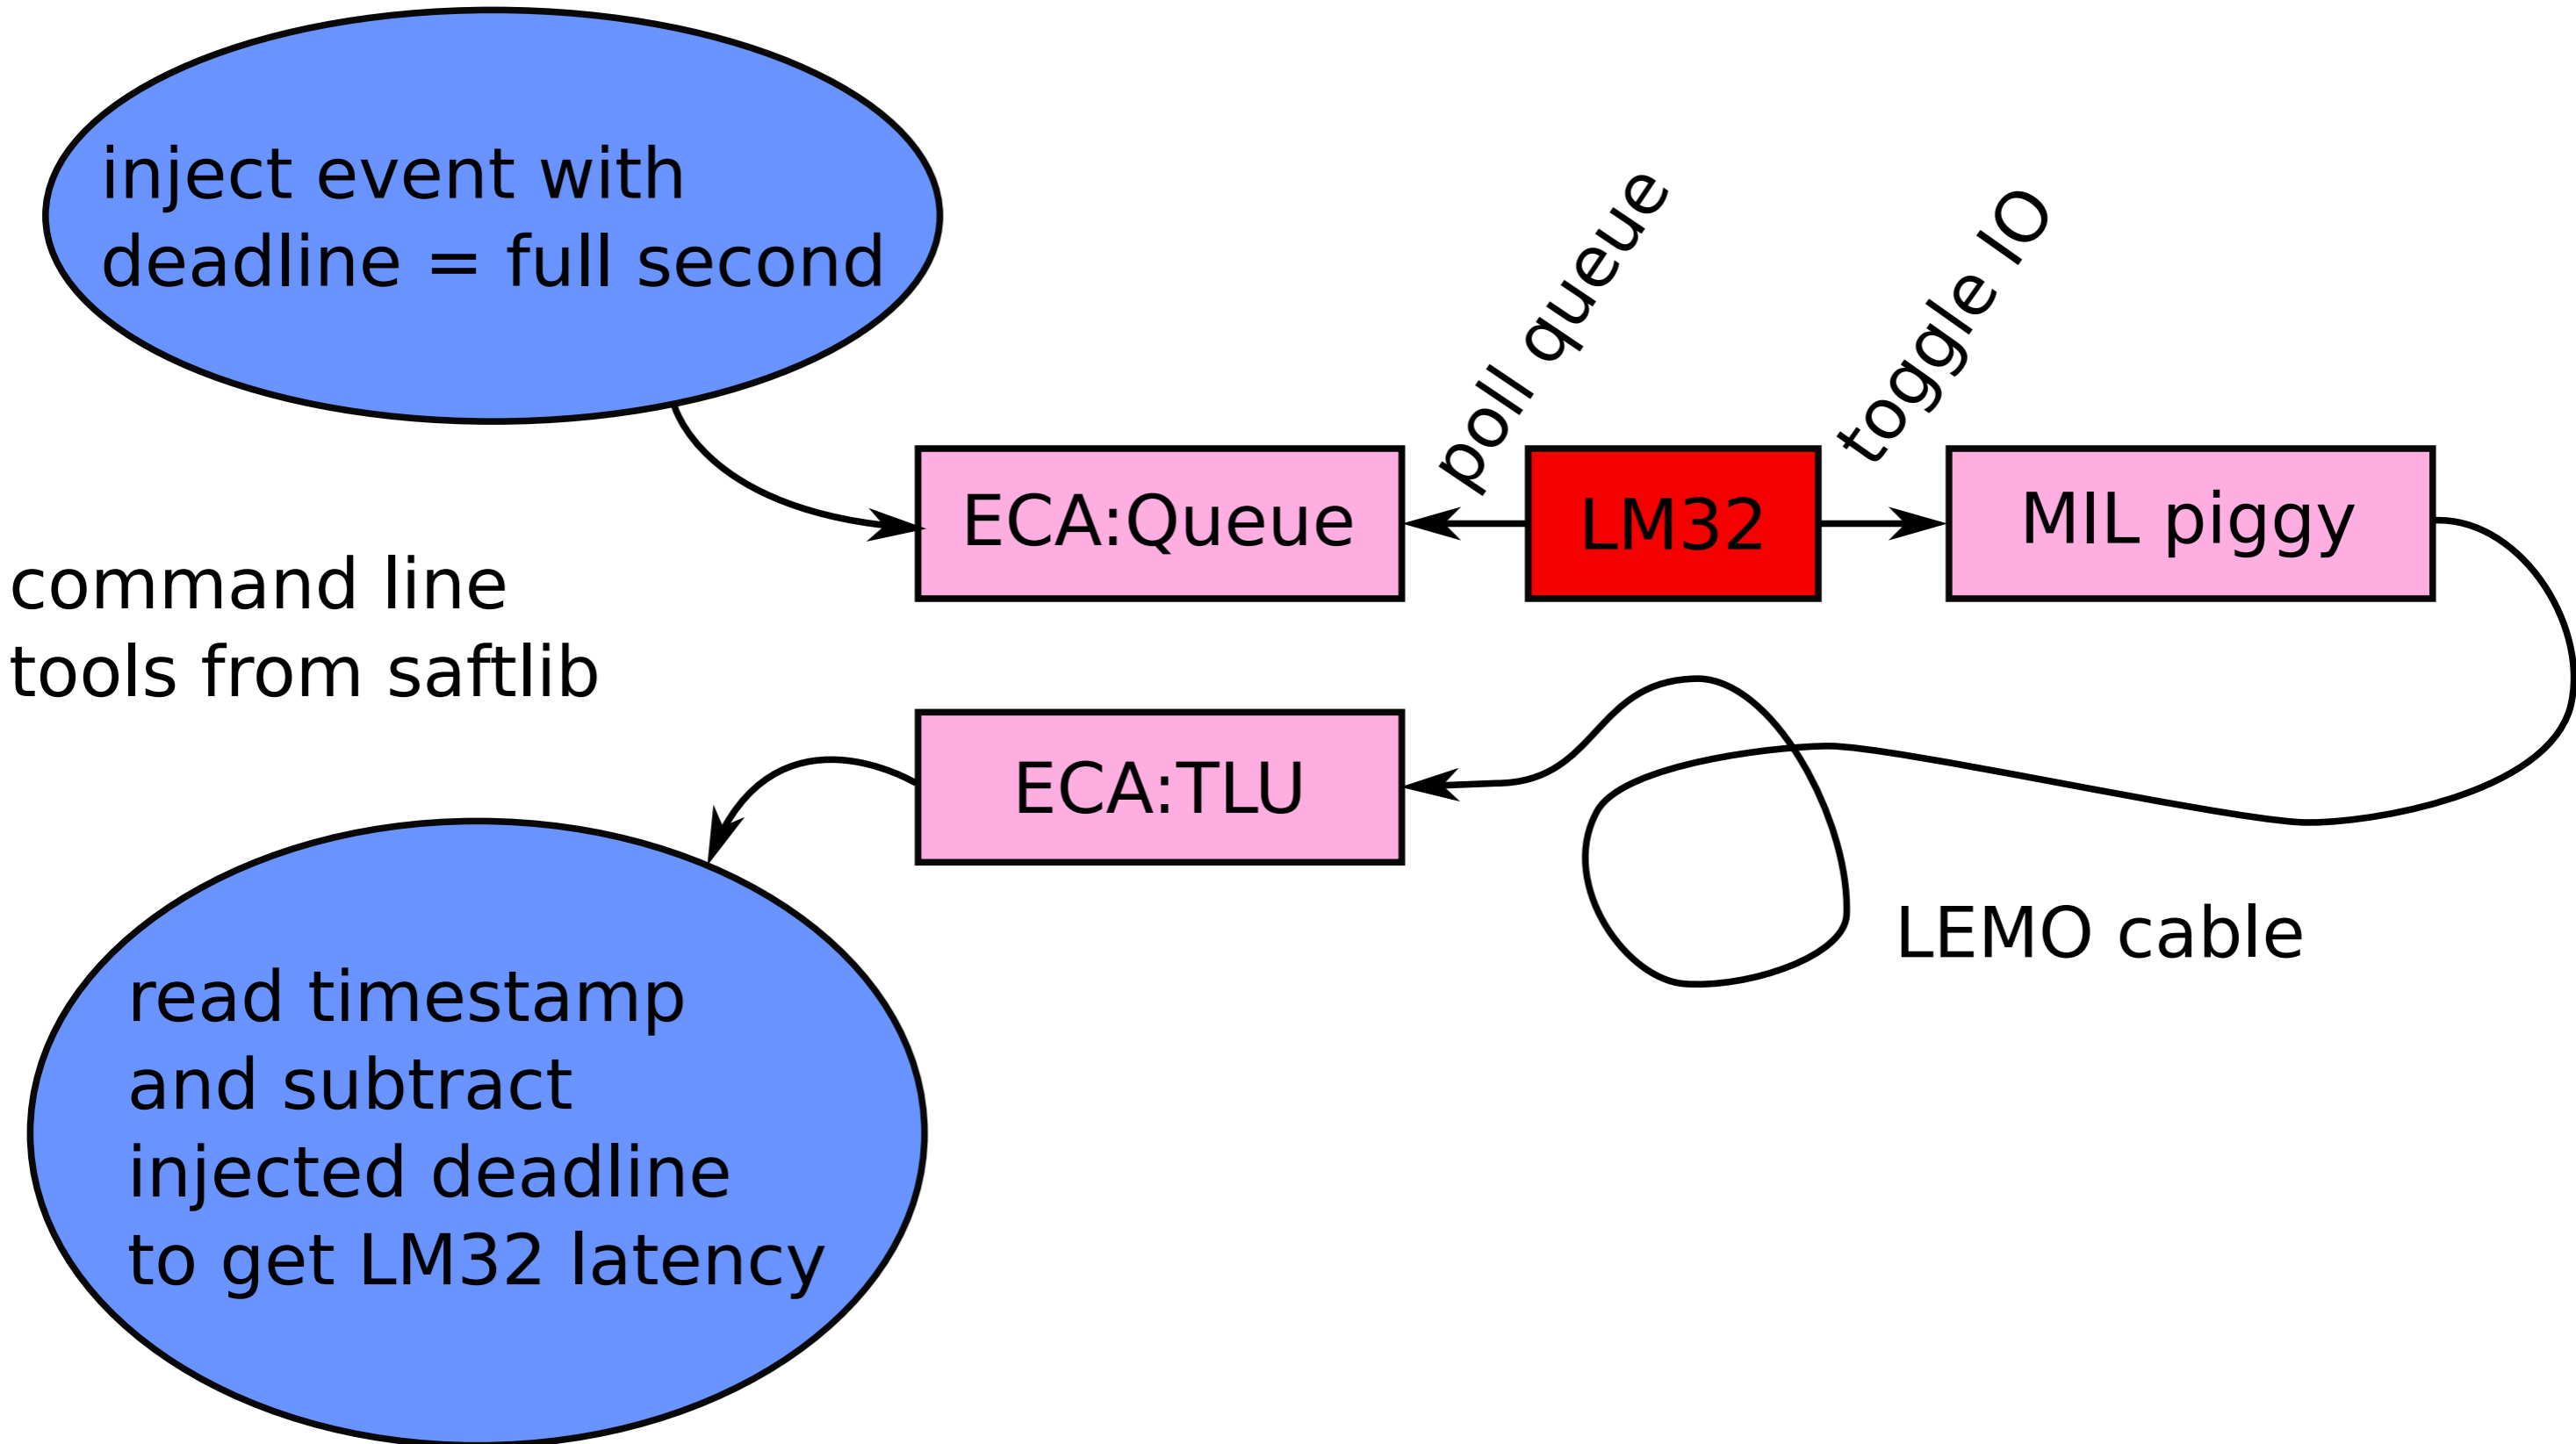 inject event with
deadline = full second
poll queue
toggle IO
ECA:Queue
LM32
MIL piggy
command line
tools from saftlib
ECA:TLU
LEMO cable
read timestamp
and subtract
injected deadline
to get LM32 latency